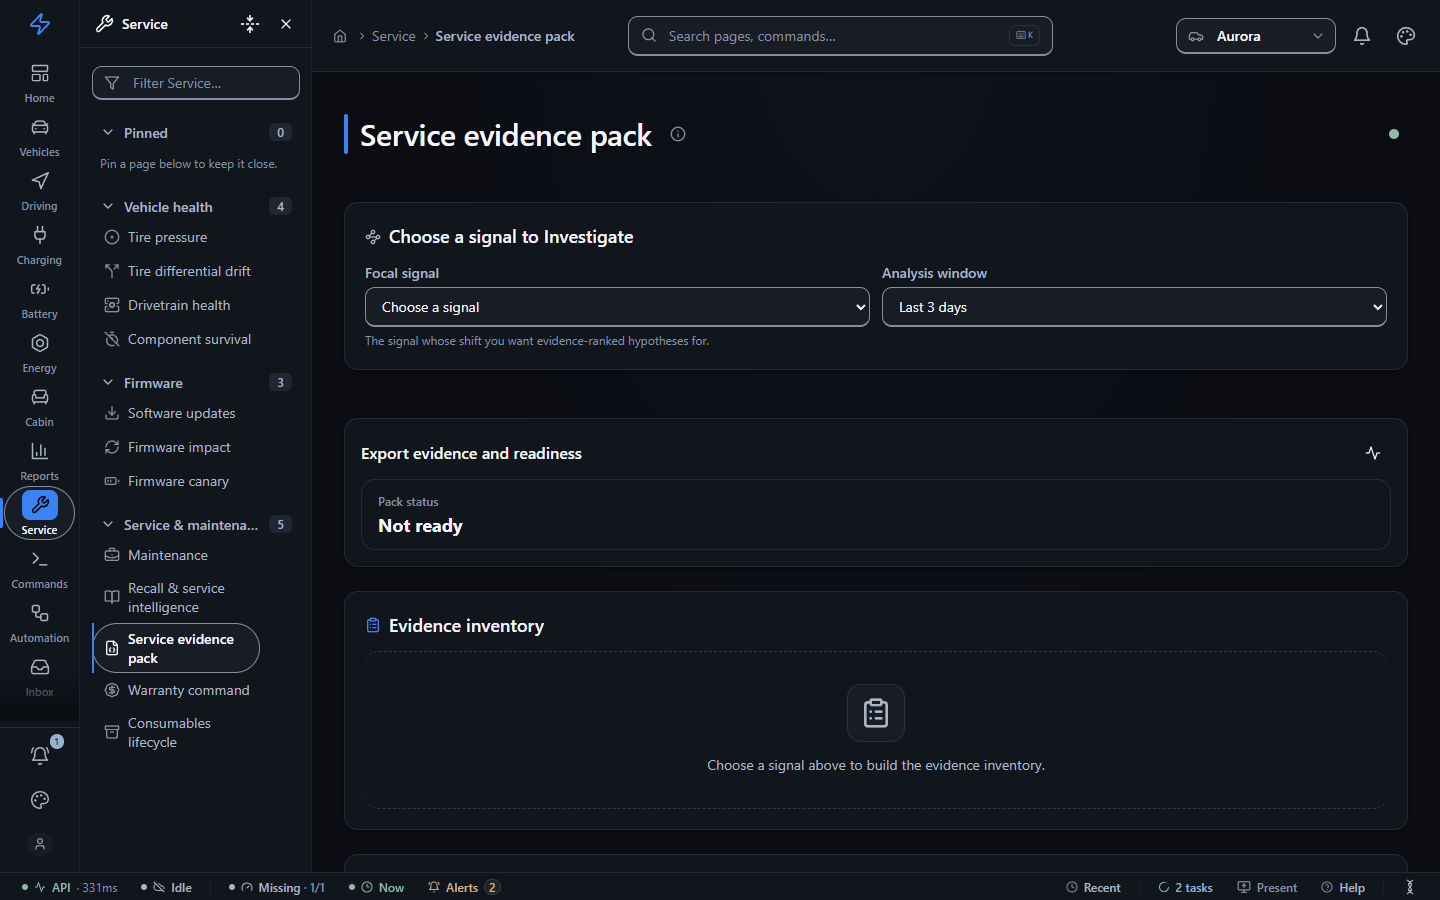 Home
Vehicles
Driving
Charging
Battery
Energy
Cabin
Reports
Service
Commands
Automation
Inbox
1
Service
Filter Service...
Pinned
0
Pin a page below to keep it close.
Vehicle health
4
Tire pressure
Tire differential drift
Drivetrain health
Component survival
Firmware
3
Software updates
Firmware impact
Firmware canary
Service & maintena...
5
Maintenance
Recall & service
intelligence
Service evidence
pack
Warranty command
Consumables
lifecycle
Service
Service evidence pack
Search pages, commands...
K
Aurora
Service evidence pack
Choose a signal to Investigate
Focal signal
Analysis window
Choose a signal
Last 3 days
The signal whose shift you want evidence-ranked hypotheses for.
Export evidence and readiness
Pack status
Not ready
Evidence inventory
Choose a signal above to build the evidence inventory.
API · 331ms
Idle
Missing · 1/1
Now
Alerts 2
Recent
2 tasks
Present
Help